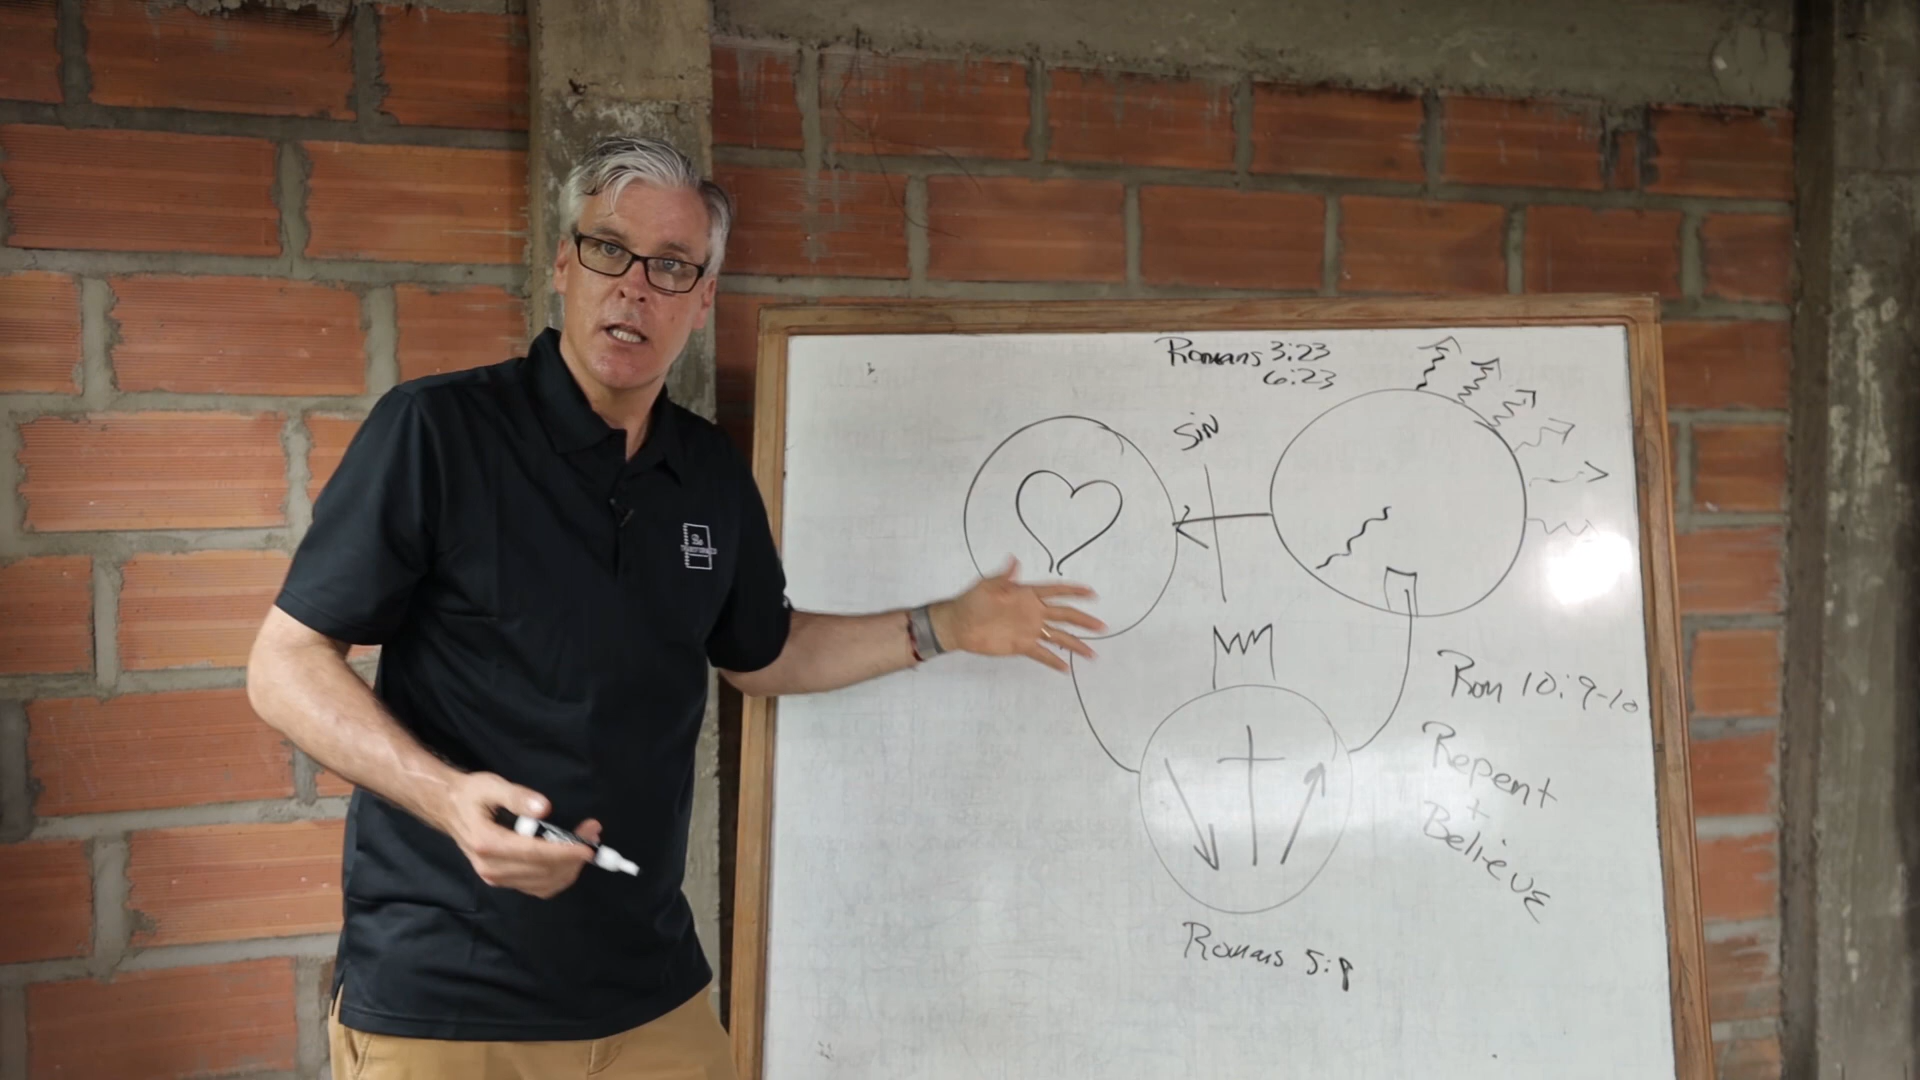 Romans 3:23
6:23
SiN
Rom 10:9-10
Repent
+
Believe
Romans 5:8